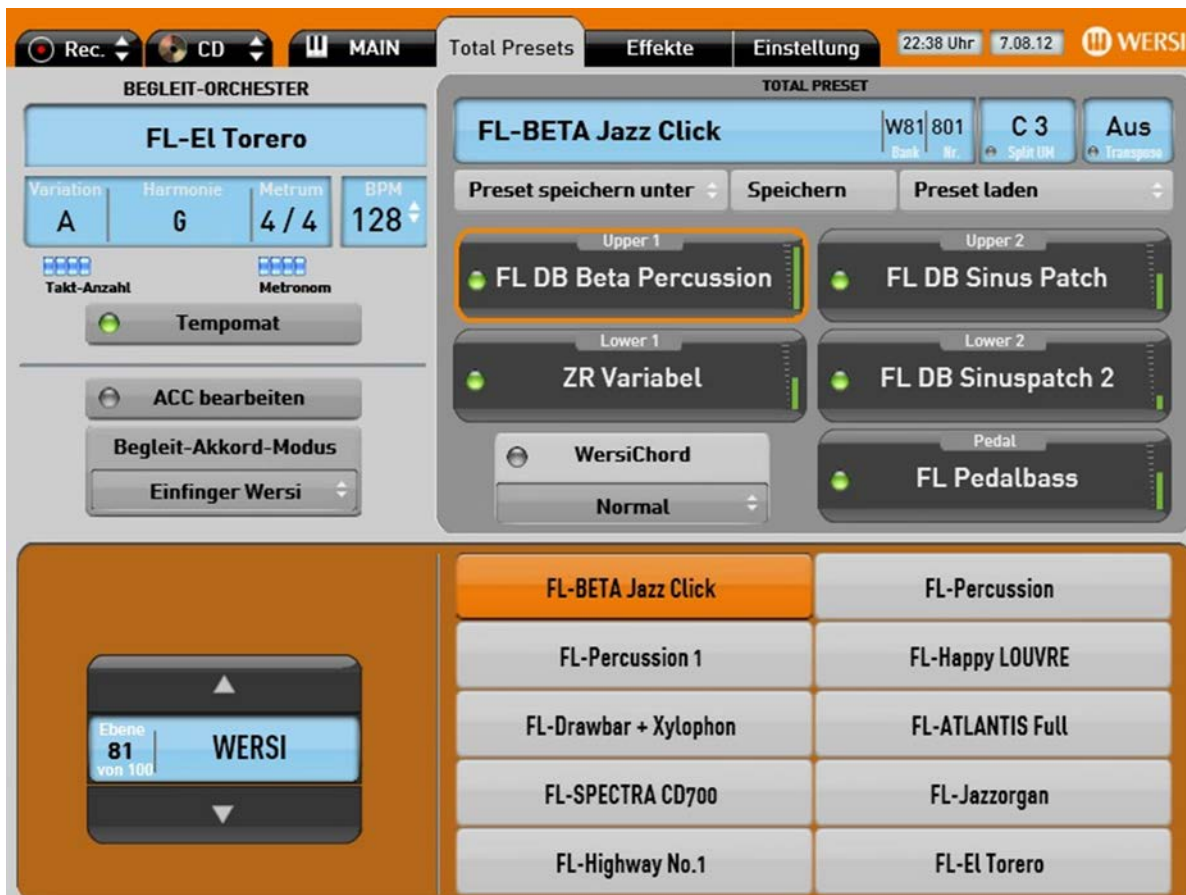 Rec.
CD
MAIN
Total Presets
Effekte
Einstellung
22:38 Uhr
7.08.12
WERSI
BEGLEIT-ORCHESTER
FL-El Torero
Variation
Harmonie
Metrum
BPM
A
G
4 / 4
128
Takt-Anzahl
Metronom
Tempomat
ACC bearbeiten
Begleit-Akkord-Modus
Einfinger Wersi
TOTAL PRESET
FL-BETA Jazz Click
W81
801
Bank
Nr.
C 3
Split UM
Aus
Transpose
Preset speichern unter
Speichern
Preset laden
Upper 1
FL DB Beta Percussion
Upper 2
FL DB Sinus Patch
Lower 1
ZR Variabel
Lower 2
FL DB Sinuspatch 2
WersiChord
Normal
Pedal
FL Pedalbass
Ebene
81
von 100
WERSI
FL-BETA Jazz Click
FL-Percussion
FL-Percussion 1
FL-Happy LOUVRE
FL-Drawbar + Xylophon
FL-ATLANTIS Full
FL-SPECTRA CD700
FL-Jazzorgan
FL-Highway No.1
FL-El Torero